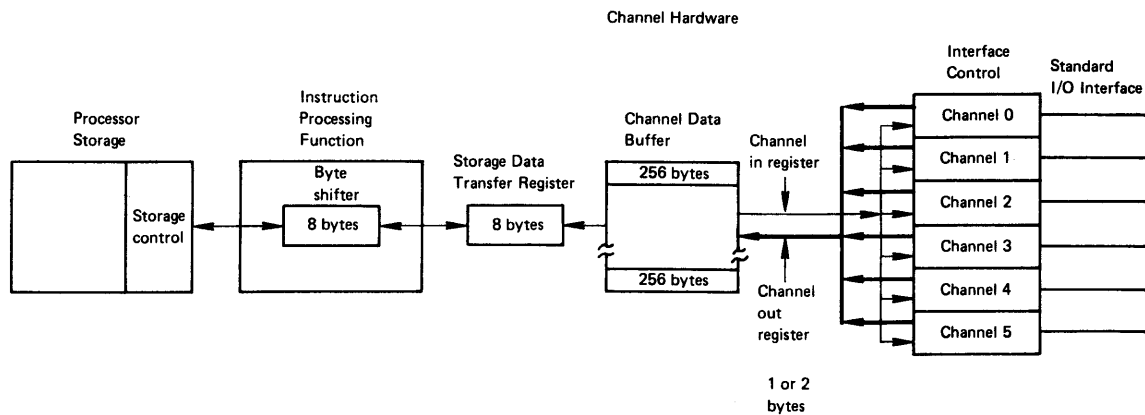 Channel Hardware
Interface
Control
Standard
I/O Interface
Instruction
Processing
Function
Processor
Storage
Channel Data
Buffer
Storage Data
Transfer Register
Channel
in register
Byte
shifter
Storage
control
8 bytes
8 bytes
256 bytes
256 bytes
Channel 0
Channel 1
Channel 2
Channel 3
Channel 4
Channel 5
Channel
out
register
1 or 2
bytes